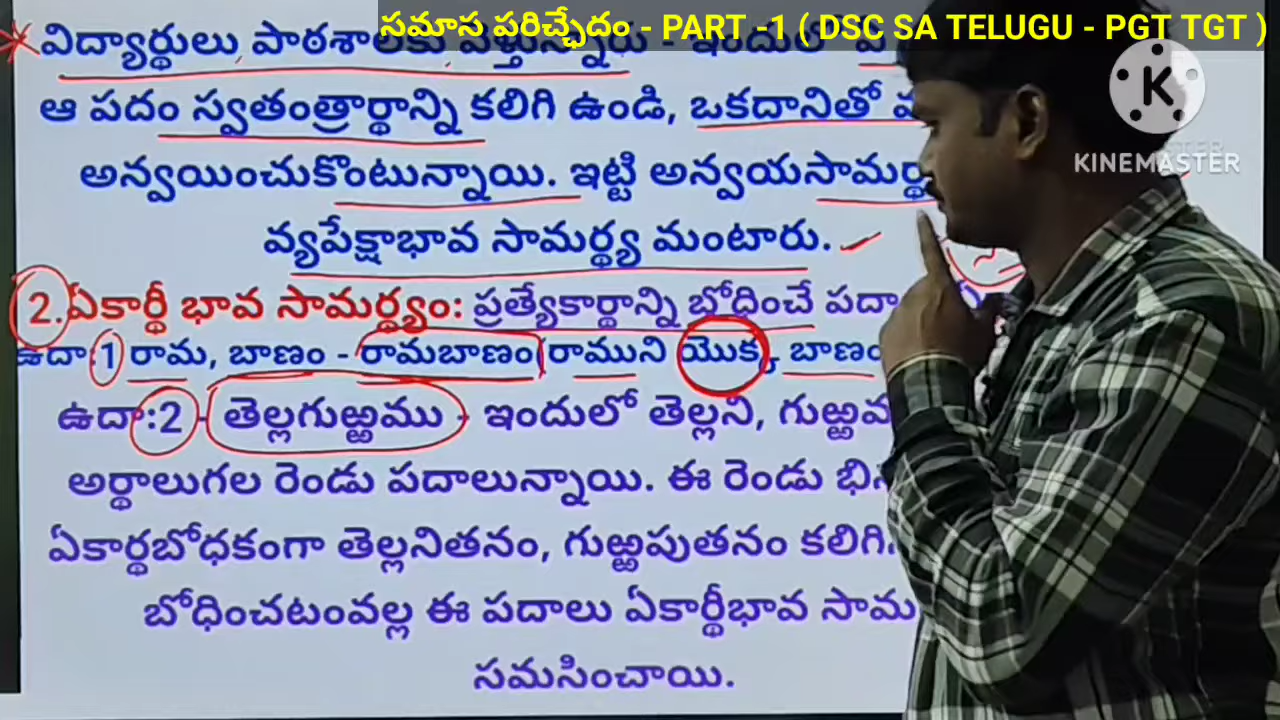 సమాస పరిచ్ఛేదం - PART -1 ( DSC SA TELUGU - PGT TGT )
విద్యార్థులు పాఠశాలకు వెళ్తున్నారు - ఇందులో
ఆ పదం స్వతంత్రార్థాన్ని కలిగి ఉండి, ఒకదానితో
అన్వయించుకొంటున్నాయి. ఇట్టి అన్వయసామర్థ
వ్యపేక్షాభావ సామర్థ్య మంటారు.
2. ఏకార్థీ భావ సామర్థ్యం: ప్రత్యేకార్థాన్ని బోధించే పదా
ఉదా:1 రామ, బాణం - రామబాణం(రాముని యొక్క బాణం
ఉదా:2 - తెల్లగుఱ్ఱము - ఇందులో తెల్లని, గుఱ్ఱ
అర్థాలుగల రెండు పదాలున్నాయి. ఈ రెండు
ఏకార్థబోధకంగా తెల్లనితనం, గుఱ్ఱపుతనం కలిగి
బోధించటంవల్ల ఈ పదాలు ఏకార్థీభావ సామ
సమసించాయి.
K
KINEMASTER